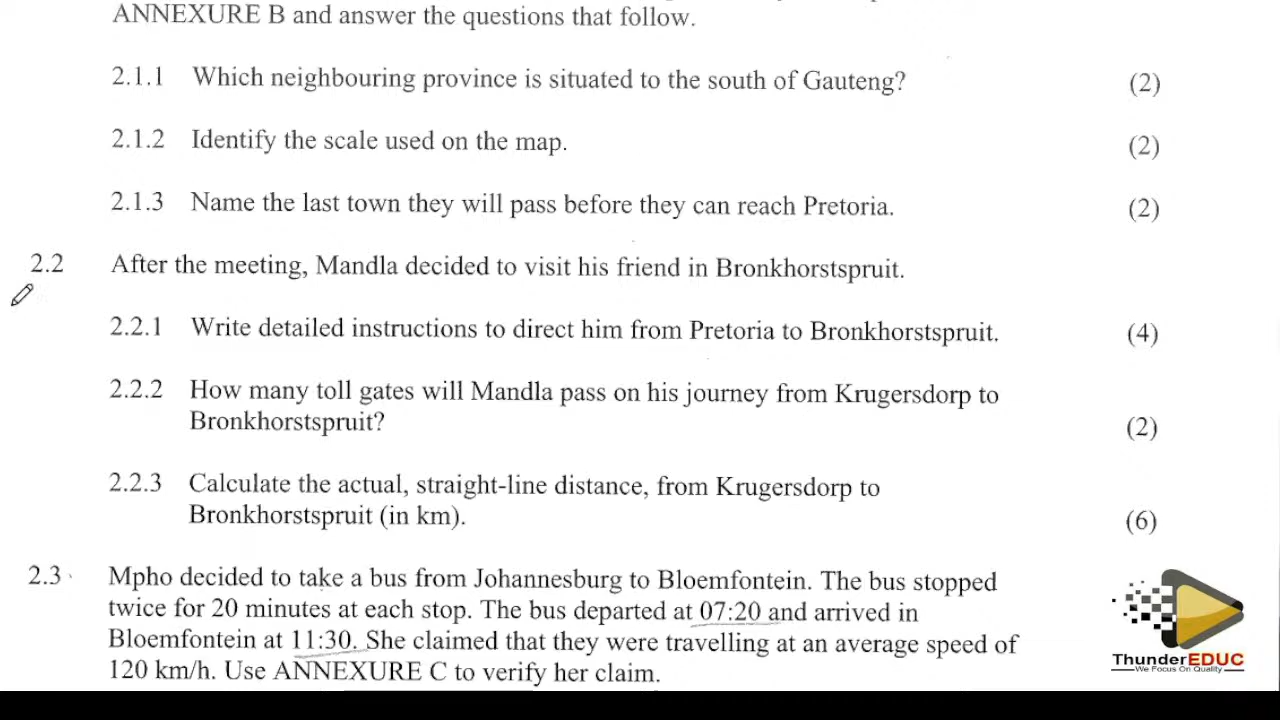 ANNEXURE B and answer the questions that follow.
2.1.1 Which neighbouring province is situated to the south of Gauteng? (2)
2.1.2 Identify the scale used on the map. (2)
2.1.3 Name the last town they will pass before they can reach Pretoria. (2)
2.2 After the meeting, Mandla decided to visit his friend in Bronkhorstspruit.
2.2.1 Write detailed instructions to direct him from Pretoria to Bronkhorstspruit. (4)
2.2.2 How many toll gates will Mandla pass on his journey from Krugersdorp to
Bronkhorstspruit? (2)
2.2.3 Calculate the actual, straight-line distance, from Krugersdorp to
Bronkhorstspruit (in km). (6)
2.3 Mpho decided to take a bus from Johannesburg to Bloemfontein. The bus stopped
twice for 20 minutes at each stop. The bus departed at 07:20 and arrived in
Bloemfontein at 11:30. She claimed that they were travelling at an average speed of
120 km/h. Use ANNEXURE C to verify her claim.
ThunderEDUC
We Focus On Quality